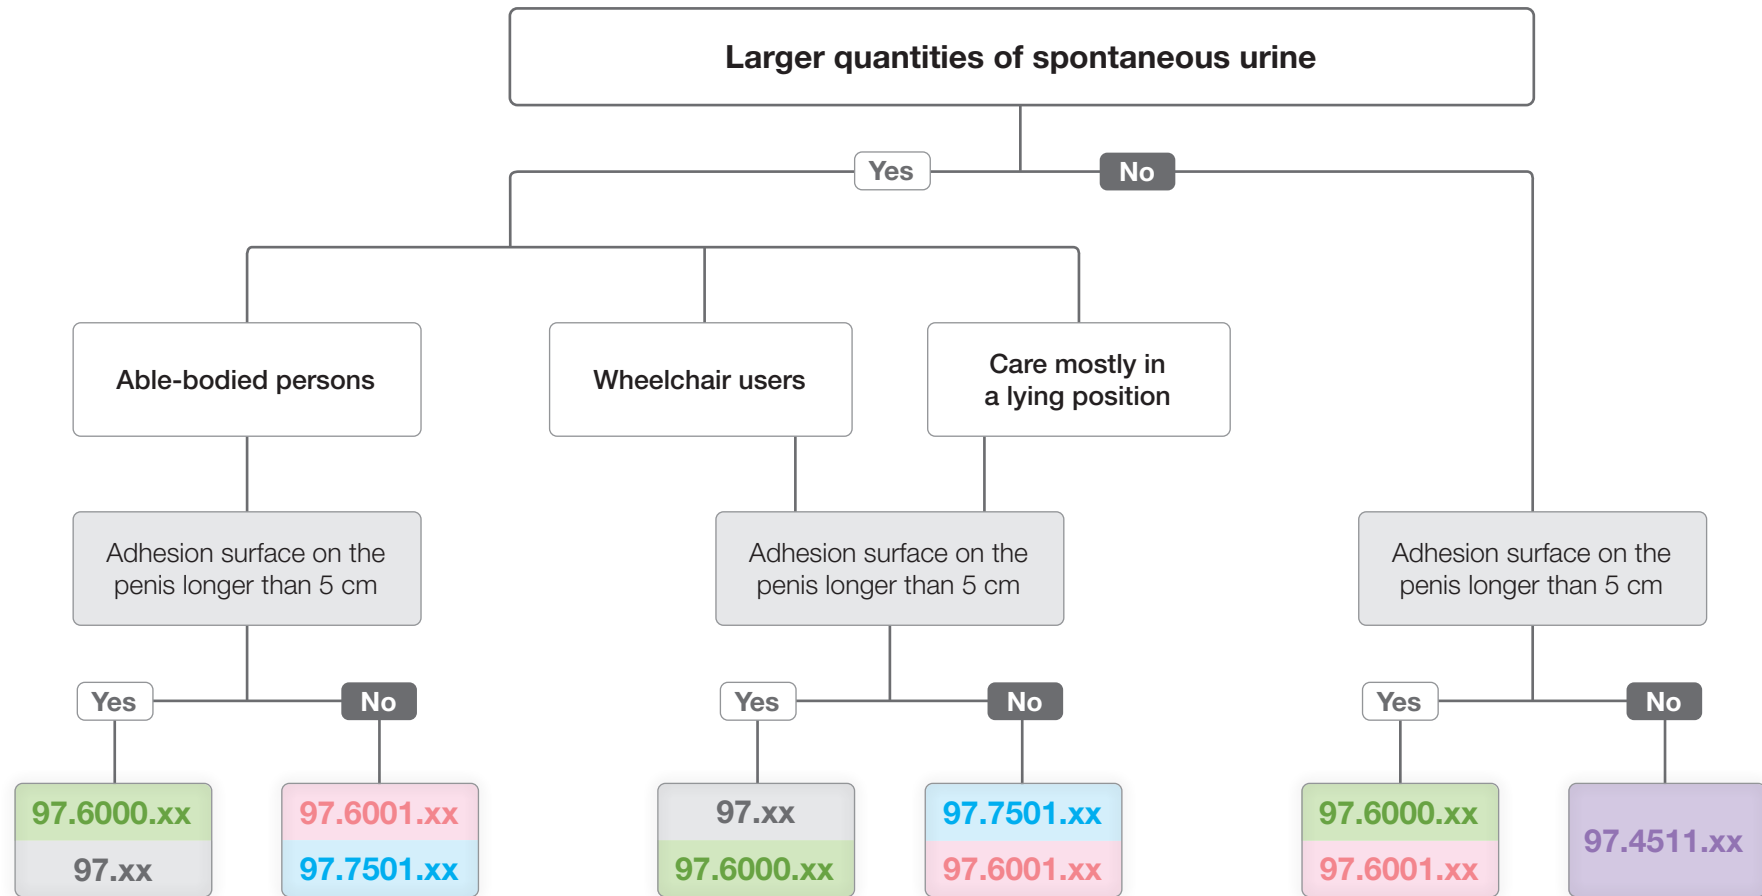 Larger quantities of spontaneous urine
Yes
No
Able-bodied persons
Wheelchair users
Care mostly in
a lying position
Adhesion surface on the
penis longer than 5 cm
Adhesion surface on the
penis longer than 5 cm
Adhesion surface on the
penis longer than 5 cm
Yes
No
Yes
No
Yes
No
97.6000.xx
97.xx
97.6001.xx
97.7501.xx
97.xx
97.6000.xx
97.7501.xx
97.6001.xx
97.6000.xx
97.6001.xx
97.4511.xx